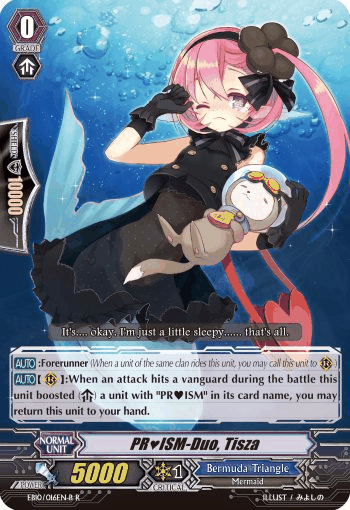 0
GRADE
SHIELD
10000
It's.... okay. I'm just a little sleepy...... that's all.
AUTO :Forerunner (When a unit of the same clan rides this unit, you may call this unit to )
AUTO [ ]:When an attack hits a vanguard during the battle this
unit boosted ( ) a unit with "PR♥ISM" in its card name, you may
return this unit to your hand.
NORMAL
UNIT
PR♥ISM-Duo, Tisza
POWER
5000
1
CRITICAL
Bermuda Triangle
Mermaid
EB10/016EN-B R
ILLUST / みよしの